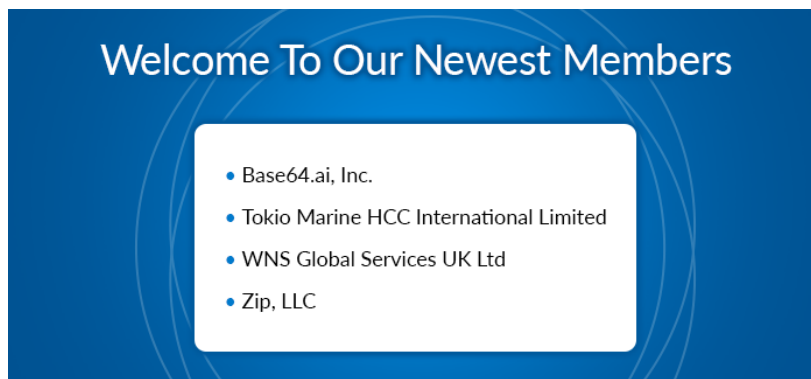 Welcome To Our Newest Members
• Base64.ai, Inc.
• Tokio Marine HCC International Limited
• WNS Global Services UK Ltd
• Zip, LLC